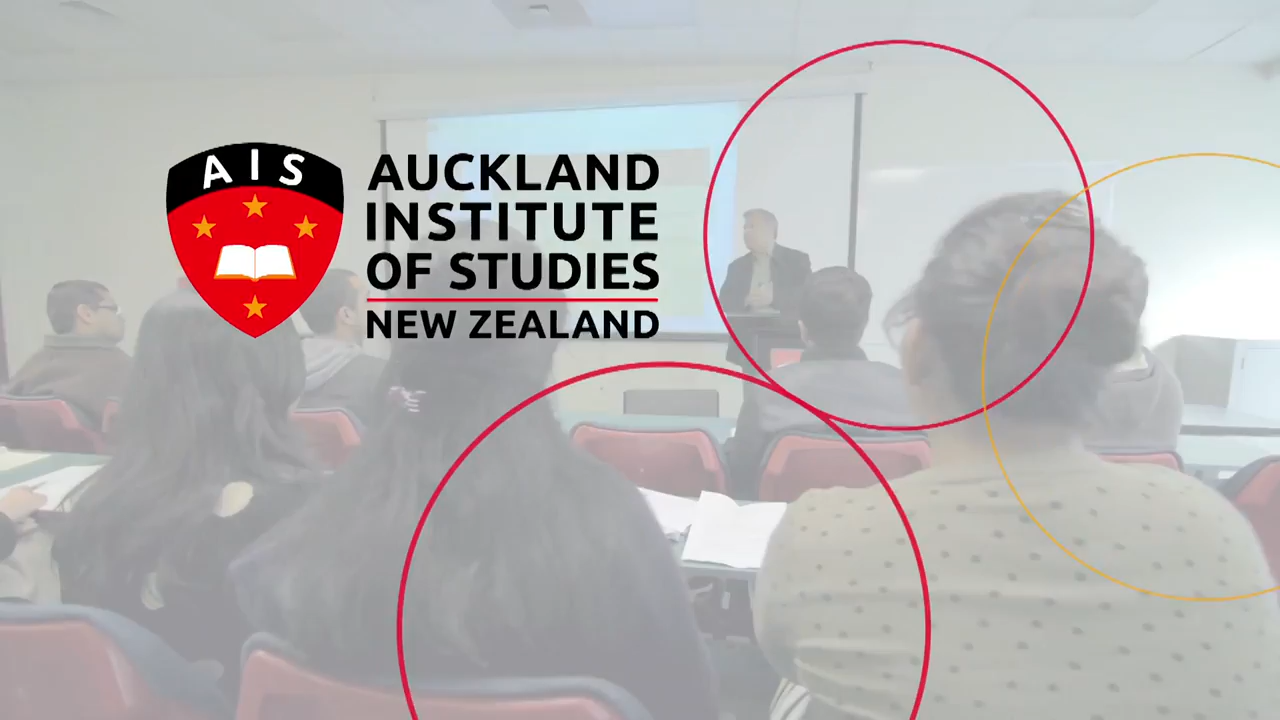 AIS
AUCKLAND
INSTITUTE
OF STUDIES
NEW ZEALAND